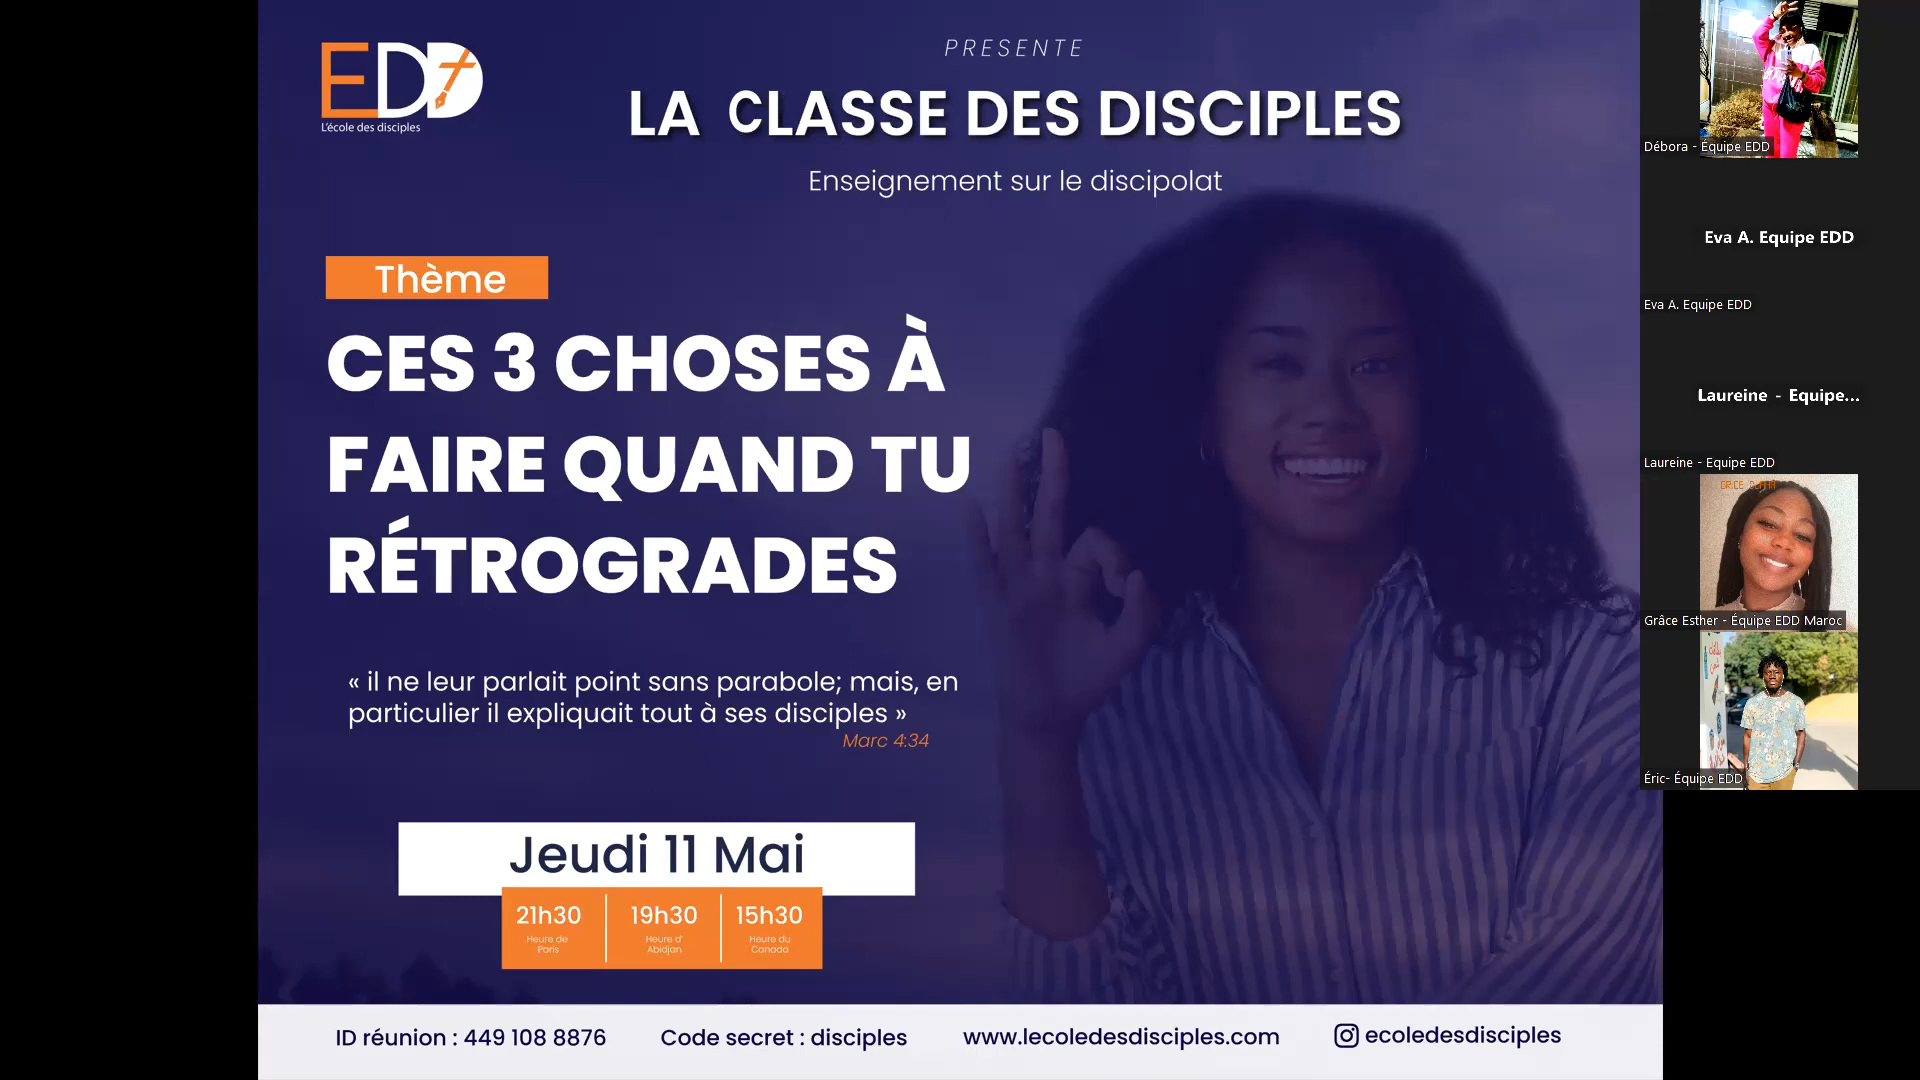 EDD
L'école des disciples
PRESENTE
LA CLASSE DES DISCIPLES
Enseignement sur le discipolat
Thème
CES 3 CHOSES À
FAIRE QUAND TU
RÉTROGRADES
« il ne leur parlait point sans parabole; mais, en
particulier il expliquait tout à ses disciples »
Marc 4:34
Jeudi 11 Mai
21h30
Heure de
Paris
19h30
Heure d'
Abidjan
15h30
Heure du
Canada
ID réunion : 449 108 8876
Code secret : disciples
www.lecoledesdisciples.com
ecoledesdisciples
Débora - Équipe EDD
Eva A. Equipe EDD
Eva A. Equipe EDD
Laureine - Equipe...
Laureine - Equipe EDD
Grâce Esther - Équipe EDD Maroc
Éric- Équipe EDD